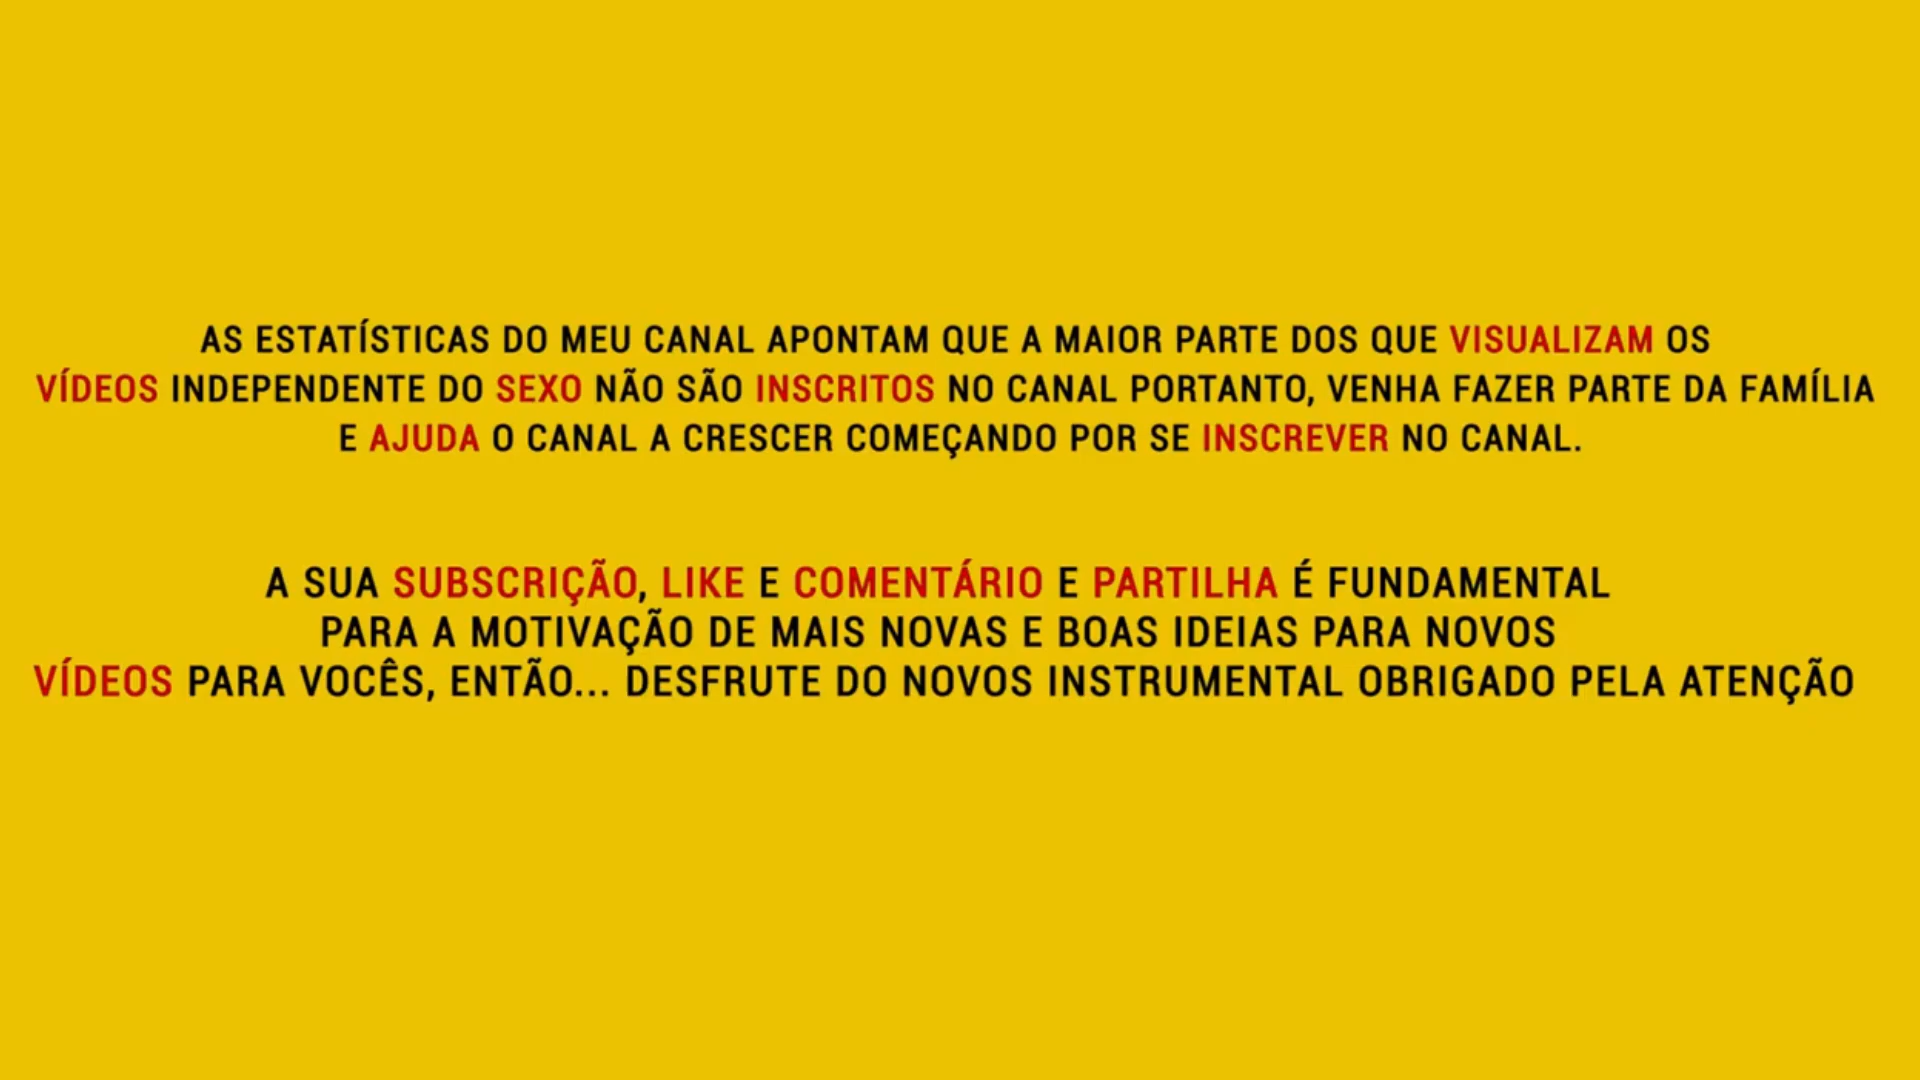 AS ESTATÍSTICAS DO MEU CANAL APONTAM QUE A MAIOR PARTE DOS QUE VISUALIZAM OS
VÍDEOS INDEPENDENTE DO SEXO NÃO SÃO INSCRITOS NO CANAL PORTANTO, VENHA FAZER PARTE DA FAMÍLIA
E AJUDA O CANAL A CRESCER COMEÇANDO POR SE INSCREVER NO CANAL.
A SUA SUBSCRIÇÃO, LIKE E COMENTÁRIO E PARTILHA É FUNDAMENTAL
PARA A MOTIVAÇÃO DE MAIS NOVAS E BOAS IDEIAS PARA NOVOS
VÍDEOS PARA VOCÊS, ENTÃO... DESFRUTE DO NOVOS INSTRUMENTAL OBRIGADO PELA ATENÇÃO